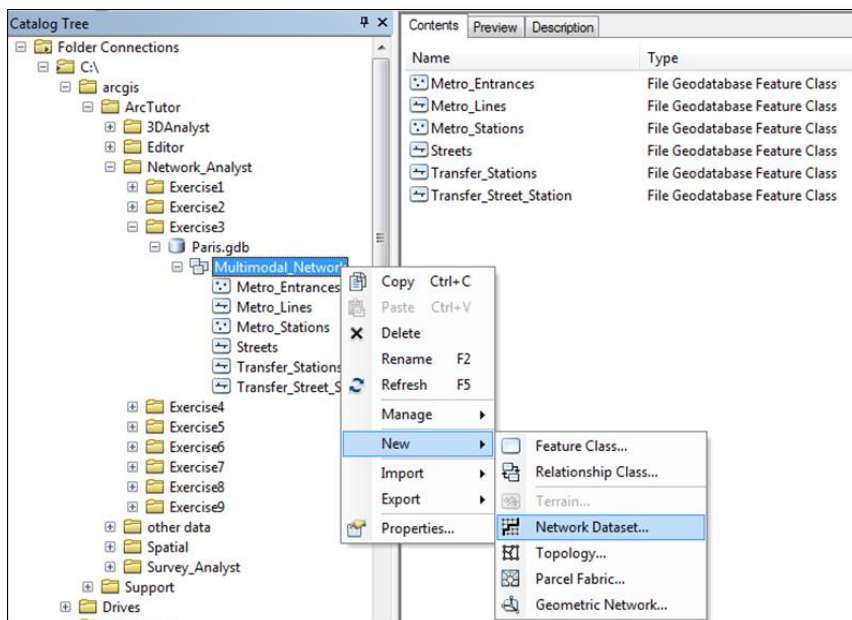 Catalog Tree
Folder Connections
C:\
arcgis
ArcTutor
3DAnalyst
Editor
Network_Analyst
Exercise1
Exercise2
Exercise3
Paris.gdb
Multimodal_Network
Metro_Entrances
Metro_Lines
Metro_Stations
Streets
Transfer_Stations
Transfer_Street_S
Exercise4
Exercise5
Exercise6
Exercise7
Exercise8
Exercise9
other data
Spatial
Survey_Analyst
Support
Drives
Contents Preview Description
Name Type
Metro_Entrances File Geodatabase Feature Class
Metro_Lines File Geodatabase Feature Class
Metro_Stations File Geodatabase Feature Class
Streets File Geodatabase Feature Class
Transfer_Stations File Geodatabase Feature Class
Transfer_Street_Station File Geodatabase Feature Class
Copy Ctrl+C
Paste Ctrl+V
Delete
Rename F2
Refresh F5
Manage
New
Import
Export
Properties...
Feature Class...
Relationship Class...
Terrain...
Network Dataset...
Topology...
Parcel Fabric...
Geometric Network...